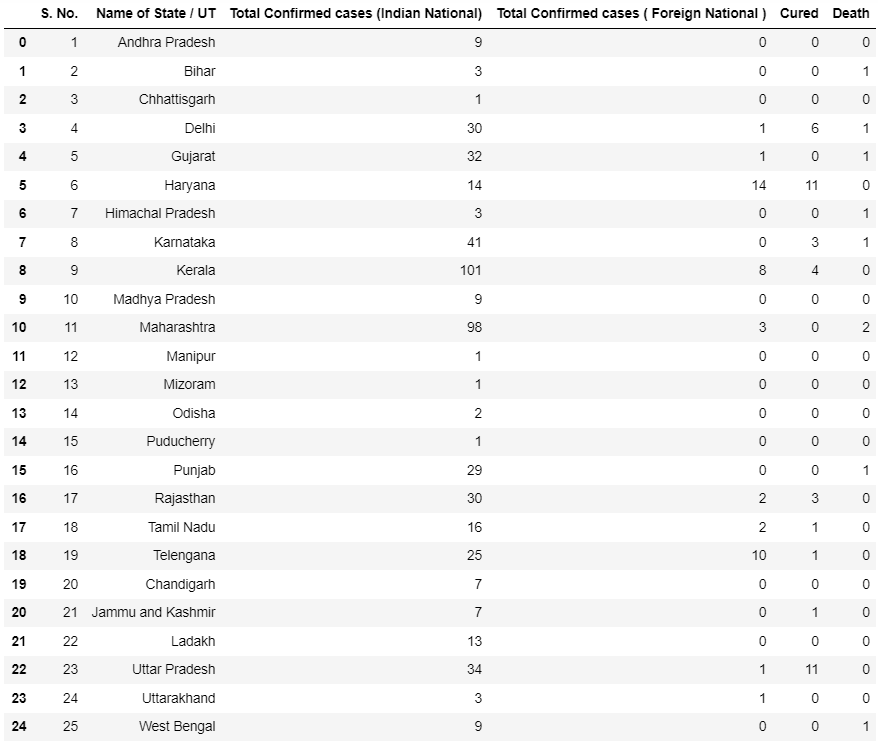 S. No. Name of State / UT Total Confirmed cases (Indian National) Total Confirmed cases ( Foreign National ) Cured Death
0 1 Andhra Pradesh 9 0 0 0
1 2 Bihar 3 0 0 1
2 3 Chhattisgarh 1 0 0 0
3 4 Delhi 30 1 6 1
4 5 Gujarat 32 1 0 1
5 6 Haryana 14 14 11 0
6 7 Himachal Pradesh 3 0 0 1
7 8 Karnataka 41 0 3 1
8 9 Kerala 101 8 4 0
9 10 Madhya Pradesh 9 0 0 0
10 11 Maharashtra 98 3 0 2
11 12 Manipur 1 0 0 0
12 13 Mizoram 1 0 0 0
13 14 Odisha 2 0 0 0
14 15 Puducherry 1 0 0 0
15 16 Punjab 29 0 0 1
16 17 Rajasthan 30 2 3 0
17 18 Tamil Nadu 16 2 1 0
18 19 Telengana 25 10 1 0
19 20 Chandigarh 7 0 0 0
20 21 Jammu and Kashmir 7 0 1 0
21 22 Ladakh 13 0 0 0
22 23 Uttar Pradesh 34 1 11 0
23 24 Uttarakhand 3 1 0 0
24 25 West Bengal 9 0 0 1